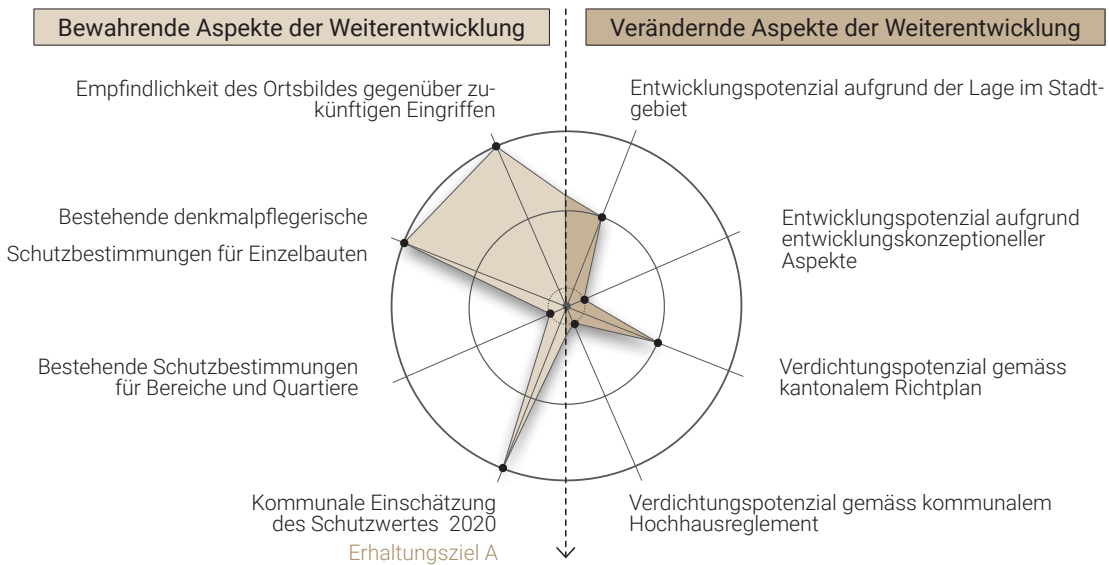 Bewahrende Aspekte der Weiterentwicklung
Verändernde Aspekte der Weiterentwicklung
Empfindlichkeit des Ortsbildes gegenüber zu-
künftigen Eingriffen
Entwicklungspotenzial aufgrund der Lage im Stadt-
gebiet
Bestehende denkmalpflegerische
Schutzbestimmungen für Einzelbauten
Entwicklungspotenzial aufgrund
entwicklungskonzeptioneller
Aspekte
Bestehende Schutzbestimmungen
für Bereiche und Quartiere
Verdichtungspotenzial gemäss
kantonalem Richtplan
Kommunale Einschätzung
des Schutzwertes 2020
Erhaltungsziel A
Verdichtungspotenzial gemäss kommunalem
Hochhausreglement